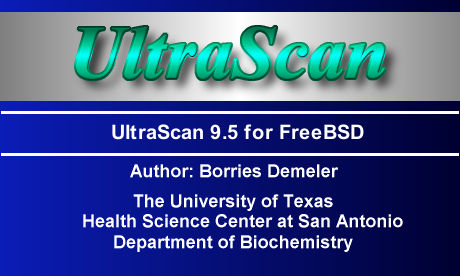 UltraScan
UltraScan 9.5 for FreeBSD
Author: Borries Demeler
The University of Texas
Health Science Center at San Antonio
Department of Biochemistry